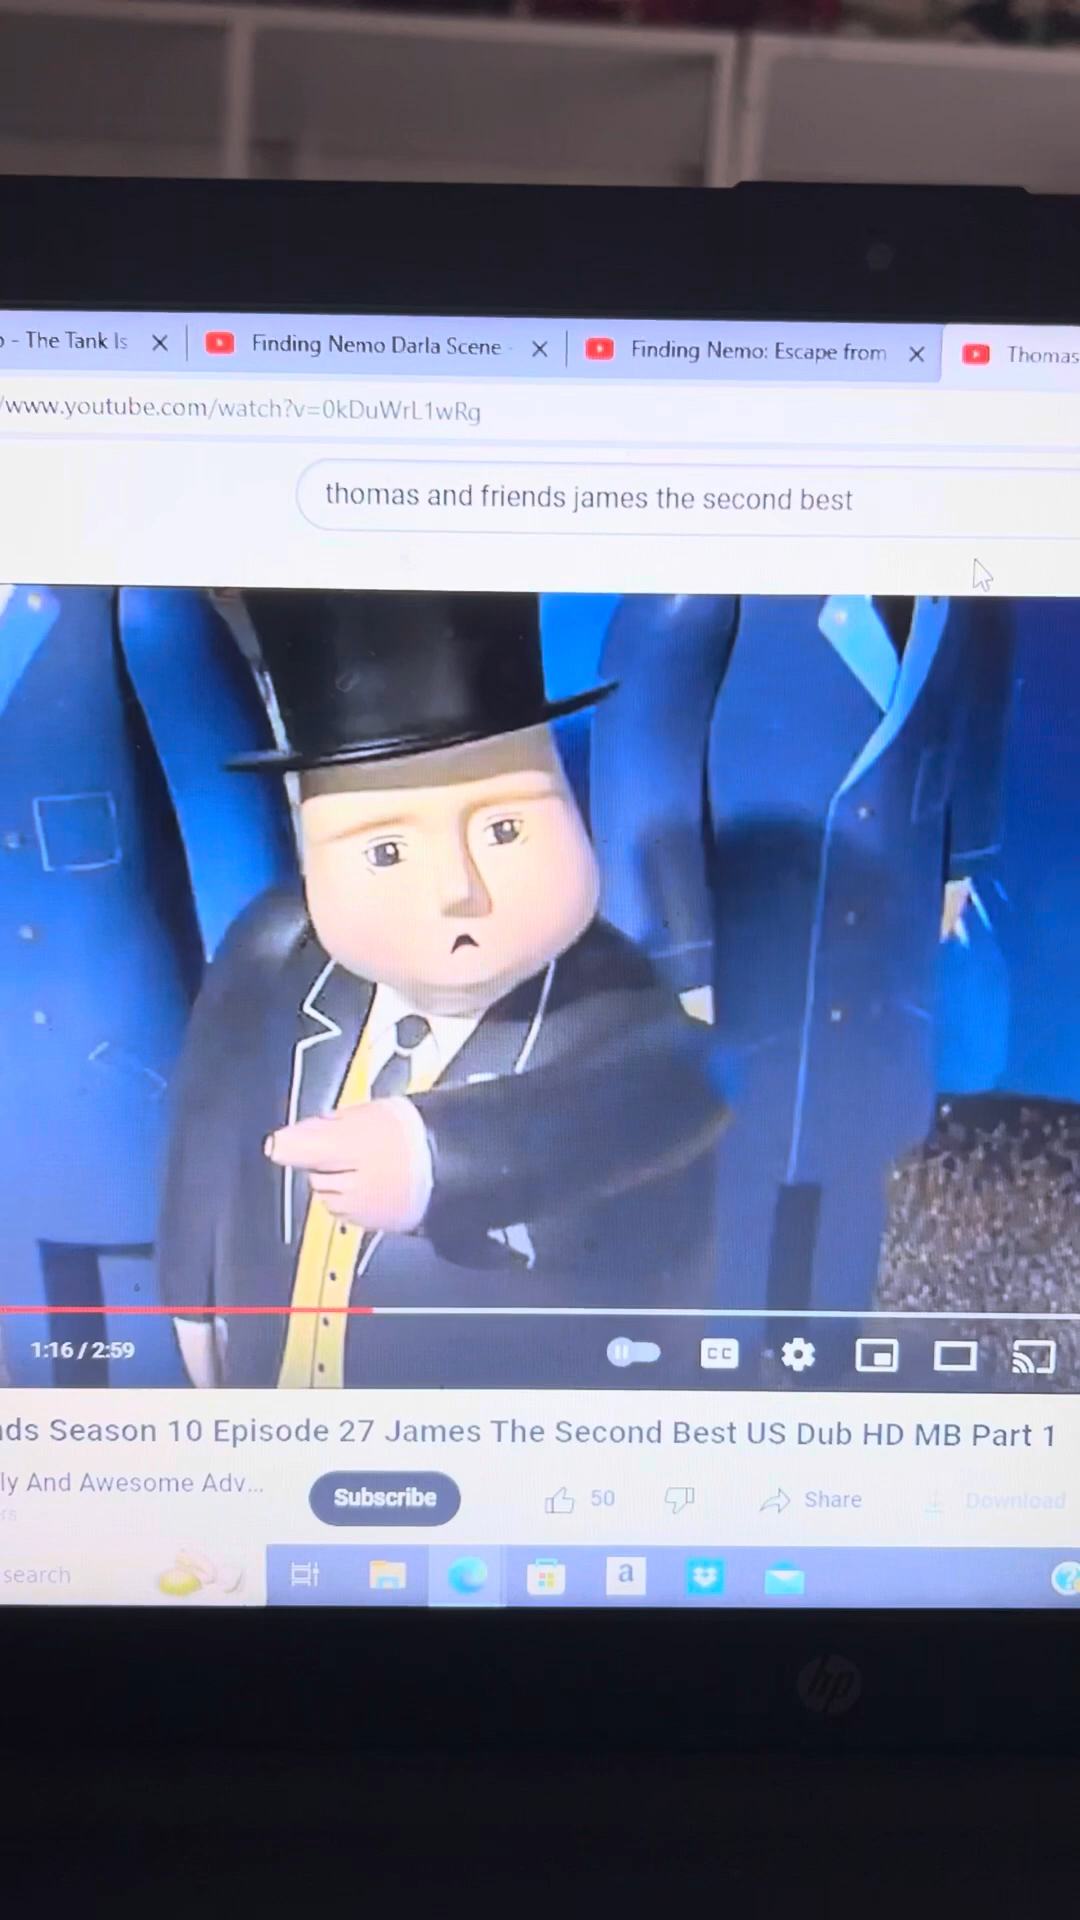 - The Tank Is
Finding Nemo Darla Scene
Finding Nemo: Escape from
Thomas
/www.youtube.com/watch?v=0kDuWrL1wRg
thomas and friends james the second best
1:16 / 2:59
CC
ds Season 10 Episode 27 James The Second Best US Dub HD MB Part 1
ly And Awesome Adv...
rs
Subscribe
50
Share
Download
search
a
?
hp